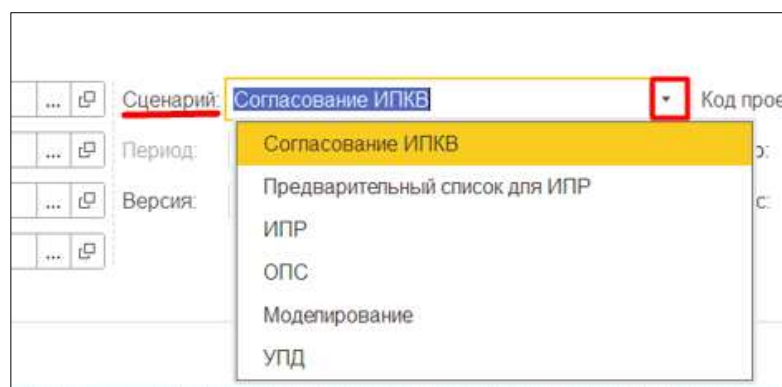 ... Сценарий: Согласование ИПКВ Код прое
... Период: Согласование ИПКВ
Предварительный список для ИПР
... Версия:
ИПР
... ОПС
Моделирование
УПД